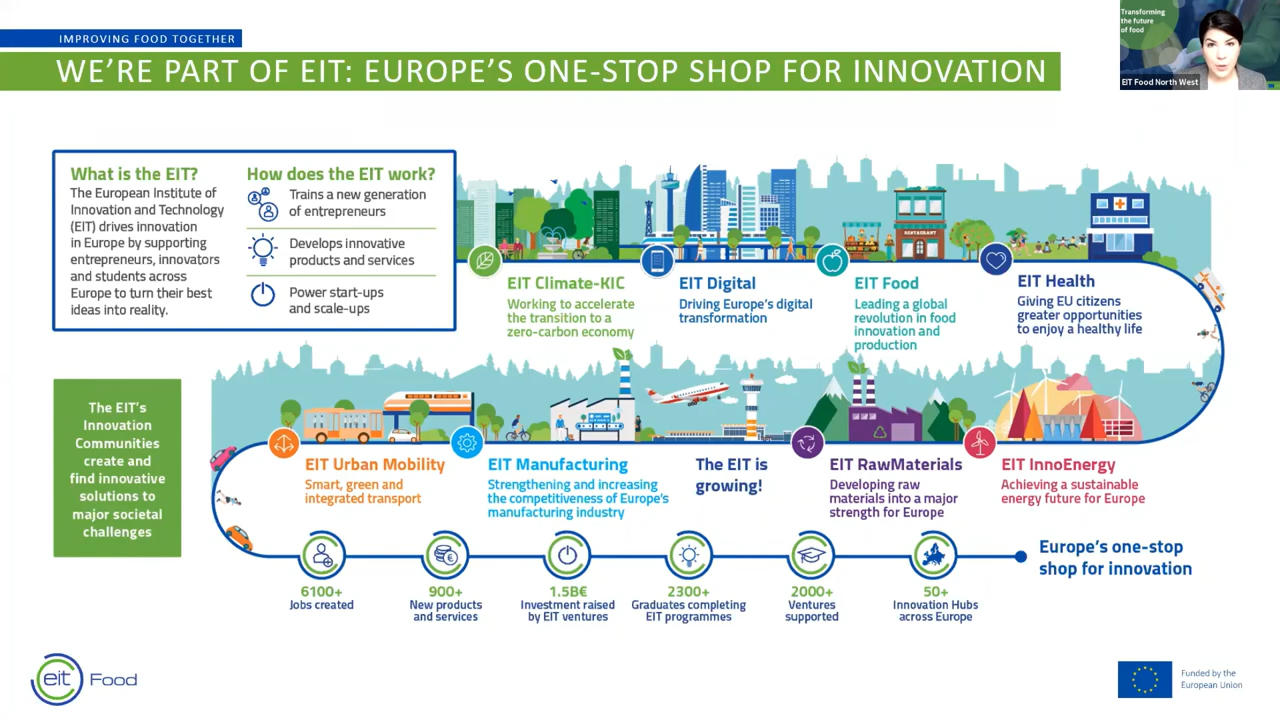 IMPROVING FOOD TOGETHER
WE'RE PART OF EIT: EUROPE'S ONE-STOP SHOP FOR INNOVATION
Transforming
the future
of food
EIT Food North West
What is the EIT?
The European Institute of
Innovation and Technology
(EIT) drives innovation
in Europe by supporting
entrepreneurs, innovators
and students across
Europe to turn their best
ideas into reality.
How does the EIT work?
Trains a new generation
of entrepreneurs
Develops innovative
products and services
Power start-ups
and scale-ups
RESTAURANT
EIT Climate-KIC
Working to accelerate
the transition to a
zero-carbon economy
EIT Digital
Driving Europe's digital
transformation
EIT Food
Leading a global
revolution in food
innovation and
production
EIT Health
Giving EU citizens
greater opportunities
to enjoy a healthy life
The EIT's
Innovation
Communities
create and
find innovative
solutions to
major societal
challenges
EIT Urban Mobility
Smart, green and
integrated transport
EIT Manufacturing
Strengthening and increasing
the competitiveness of Europe's
manufacturing industry
The EIT is
growing!
EIT RawMaterials
Developing raw
materials into a major
strength for Europe
EIT InnoEnergy
Achieving a sustainable
energy future for Europe
6100+
Jobs created
900+
New products
and services
1.5B€
Investment raised
by EIT ventures
2300+
Graduates completing
EIT programmes
2000+
Ventures
supported
50+
Innovation Hubs
across Europe
Europe's one-stop
shop for innovation
eit Food
Funded by the
European Union